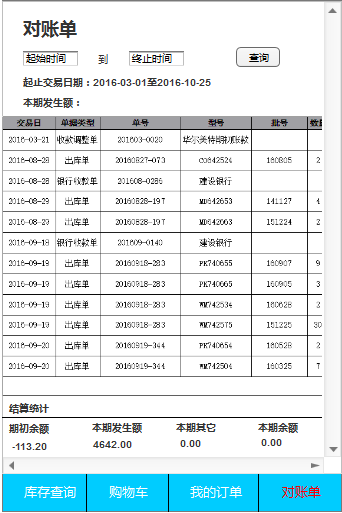 对账单
起始时间 到 终止时间 查询
起止交易日期：2016-03-01至2016-10-25
本期发生额：
交易日 单据类型 单号 型号 批号
2016-03-21 收款调整单 201603-0020 华尔美特期初账款
2016-08-28 出库单 20160827-073 CO642524 160805 2
2016-08-28 银行收款单 201608-0286 建设银行
2016-08-29 出库单 20160828-197 MD642653 141127 4
2016-08-29 出库单 20160828-197 MD642663 151224 2
2016-09-18 银行收款单 201609-0140 建设银行
2016-09-19 出库单 20160918-283 PK740655 160907 9
2016-09-19 出库单 20160918-283 PK740665 160905 3
2016-09-19 出库单 20160918-283 WM742534 160628 2
2016-09-19 出库单 20160918-283 WM742575 151225 30
2016-09-20 出库单 20160919-344 PK740654 160528 2
2016-09-20 出库单 20160919-344 WM742504 160325 7
结算统计
期初余额 本期发生额 本期其它 本期余额
-113.20 4642.00 0.00 0.00
库存查询 购物车 我的订单 对账单